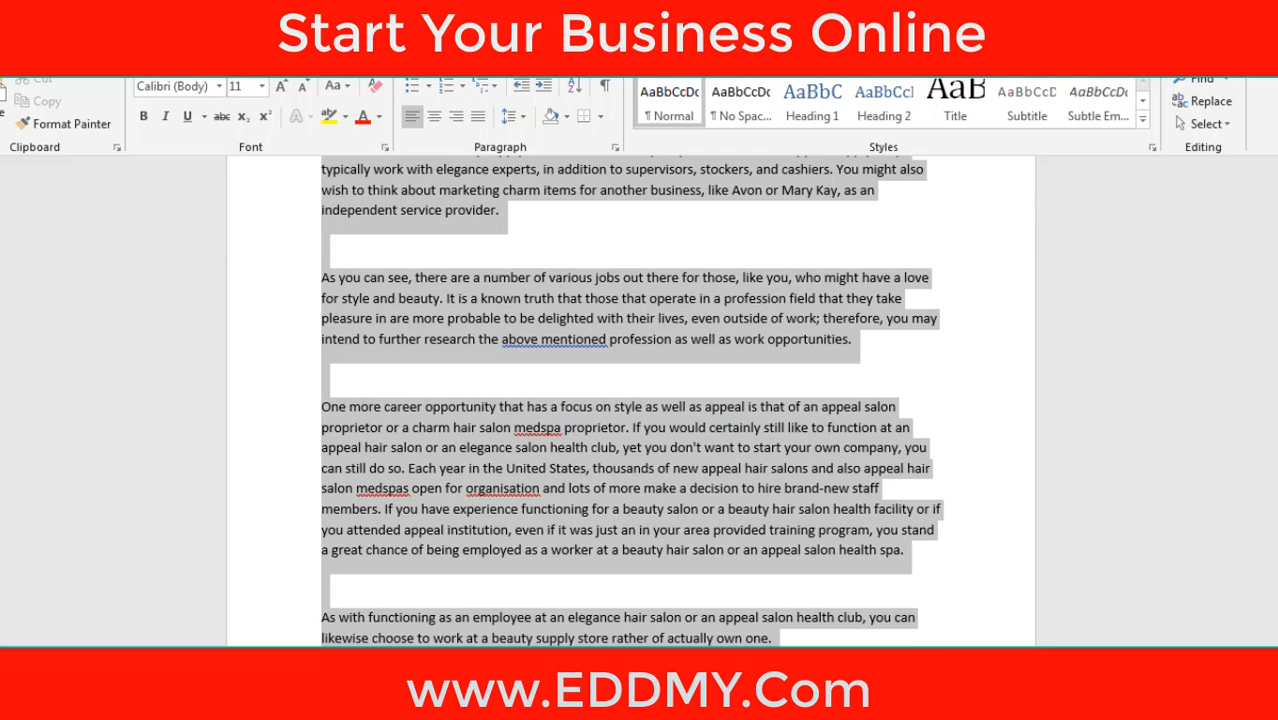 Start Your Business Online
Cut
Copy
Format Painter
Clipboard
Calibri (Body)
11
Aa
B I U abc x₂ x²
A
A
Font
Paragraph
AaBbCcDc AaBbCcDc AaBbC AaBbCcI AaB AaBbCcD AaBbCcDc
¶ Normal ¶ No Spac... Heading 1 Heading 2 Title Subtitle Subtle Em...
Styles
Find
Replace
Select
Editing
typically work with elegance experts, in addition to supervisors, stockers, and cashiers. You might also
wish to think about marketing charm items for another business, like Avon or Mary Kay, as an
independent service provider.
As you can see, there are a number of various jobs out there for those, like you, who might have a love
for style and beauty. It is a known truth that those that operate in a profession field that they take
pleasure in are more probable to be delighted with their lives, even outside of work; therefore, you may
intend to further research the above mentioned profession as well as work opportunities.
One more career opportunity that has a focus on style as well as appeal is that of an appeal salon
proprietor or a charm hair salon medspa proprietor. If you would certainly still like to function at an
appeal hair salon or an elegance salon health club, yet you don't want to start your own company, you
can still do so. Each year in the United States, thousands of new appeal hair salons and also appeal hair
salon medspas open for organisation and lots of more make a decision to hire brand-new staff
members. If you have experience functioning for a beauty salon or a beauty hair salon health facility or if
you attended appeal institution, even if it was just an in your area provided training program, you stand
a great chance of being employed as a worker at a beauty hair salon or an appeal salon health spa.
As with functioning as an employee at an elegance hair salon or an appeal salon health club, you can
likewise choose to work at a beauty supply store rather of actually own one.
www.EDDMY.Com